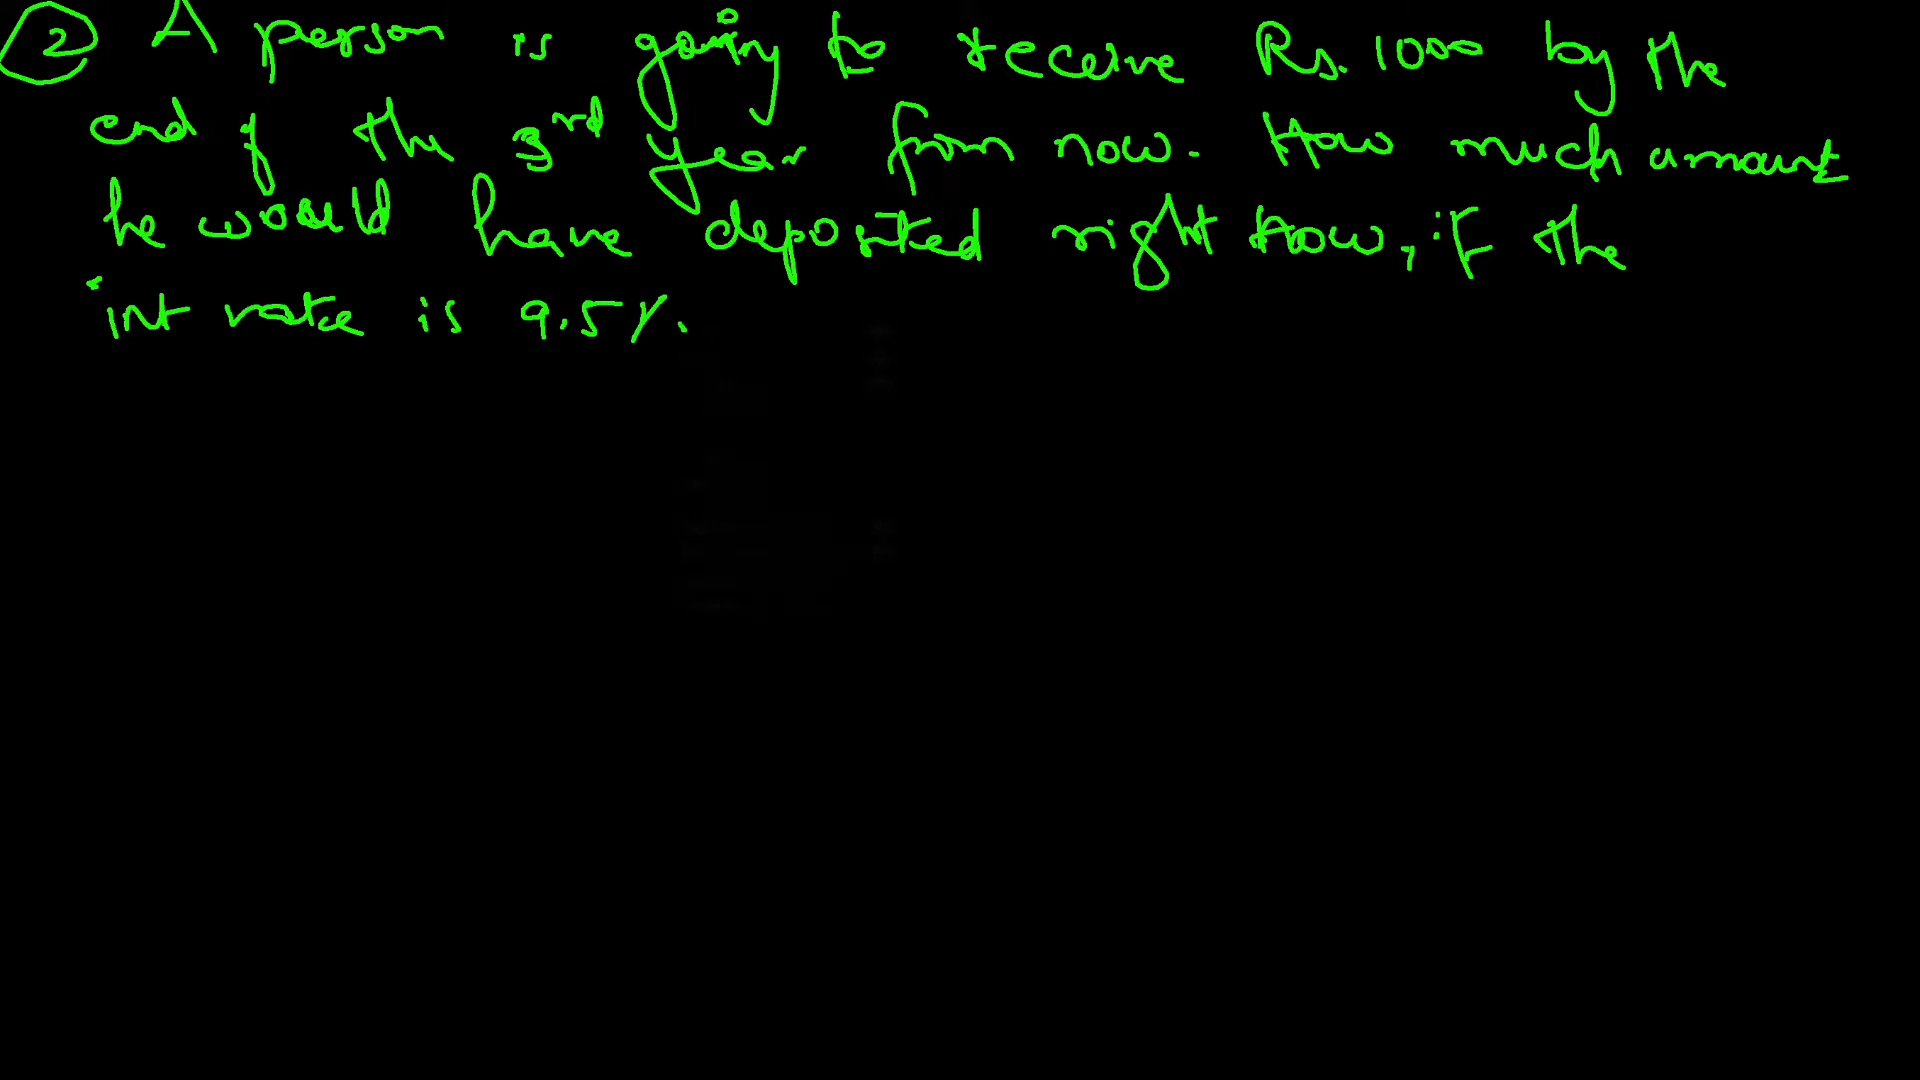 ② A person is going to receive Rs. 1000 by the
end of the 3rd year from now. How much amount
he would have deposited right now, if the
int rate is 9.5%.